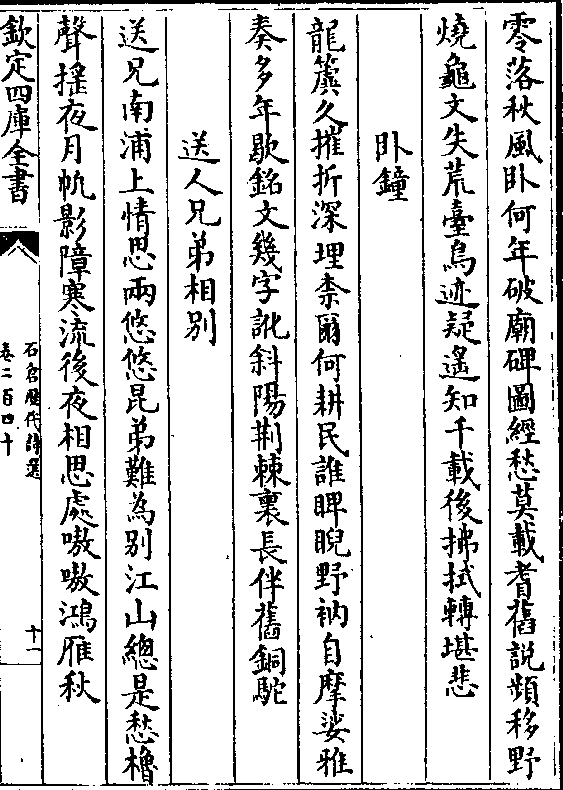 零落秋風卧何年破廟碑圖經愁莫載耆舊説頻移野
燒龜文失荒臺鳥迹疑遙知千載後拂拭轉堪悲
卧鐘
龍簴久摧折深埋柰爾何耕民誰睥睨野衲自摩娑雅
奏多年歇銘文幾字訛斜陽荆棘裏長伴舊銅駝
送人兄弟相别
送兄南浦上情思兩悠悠昆弟難為别江山總是愁櫓
聲揺夜月帆影障寒流後夜相思處嗷嗷鴻雁秋
欽定四庫全書
石倉歴代詩選
卷二百四十
十一